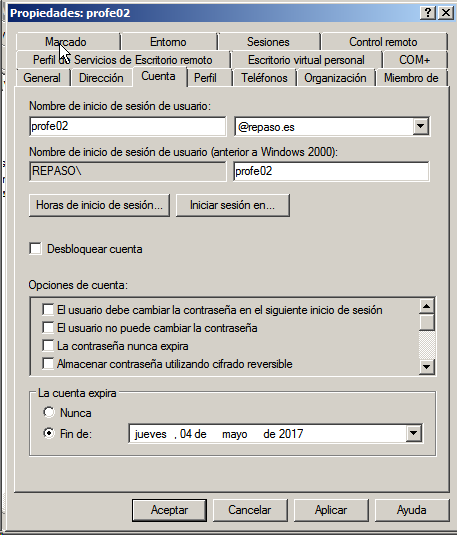 Propiedades: profe02
Marcado Entorno Sesiones Control remoto
Perfil de Servicios de Escritorio remoto Escritorio virtual personal COM+
General Dirección Cuenta Perfil Teléfonos Organización Miembro de
Nombre de inicio de sesión de usuario:
profe02 @repaso.es
Nombre de inicio de sesión de usuario (anterior a Windows 2000):
REPASO\ profe02
Horas de inicio de sesión... Iniciar sesión en...
Desbloquear cuenta
Opciones de cuenta:
El usuario debe cambiar la contraseña en el siguiente inicio de sesión
El usuario no puede cambiar la contraseña
La contraseña nunca expira
Almacenar contraseña utilizando cifrado reversible
La cuenta expira
Nunca
Fin de: jueves , 04 de mayo de 2017
Aceptar Cancelar Aplicar Ayuda